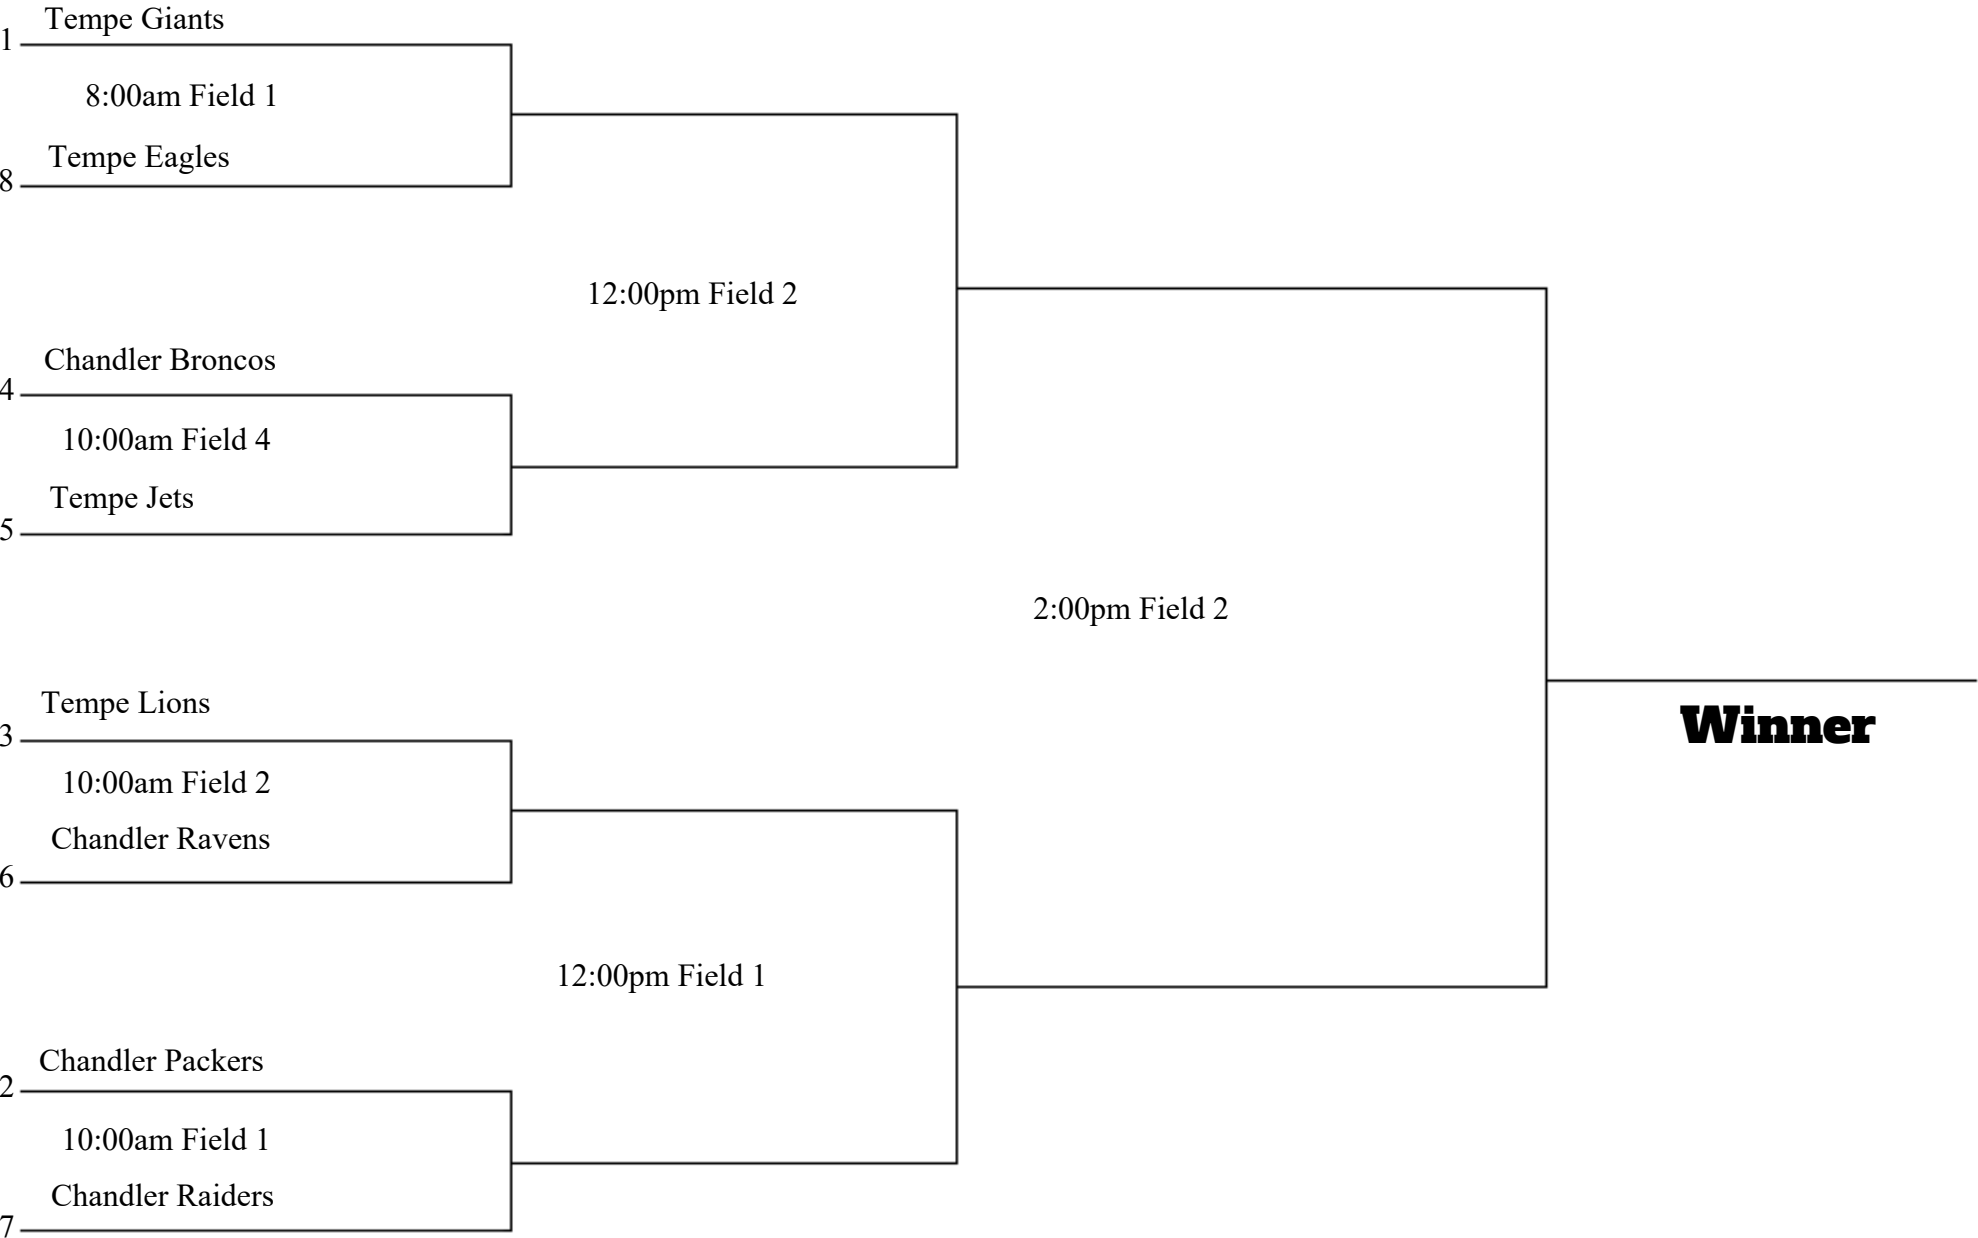 Tempe Giants
1
8:00am Field 1
Tempe Eagles
8
12:00pm Field 2
Chandler Broncos
4
10:00am Field 4
Tempe Jets
5
2:00pm Field 2
Tempe Lions
3
Winner
10:00am Field 2
Chandler Ravens
6
12:00pm Field 1
Chandler Packers
2
10:00am Field 1
Chandler Raiders
7